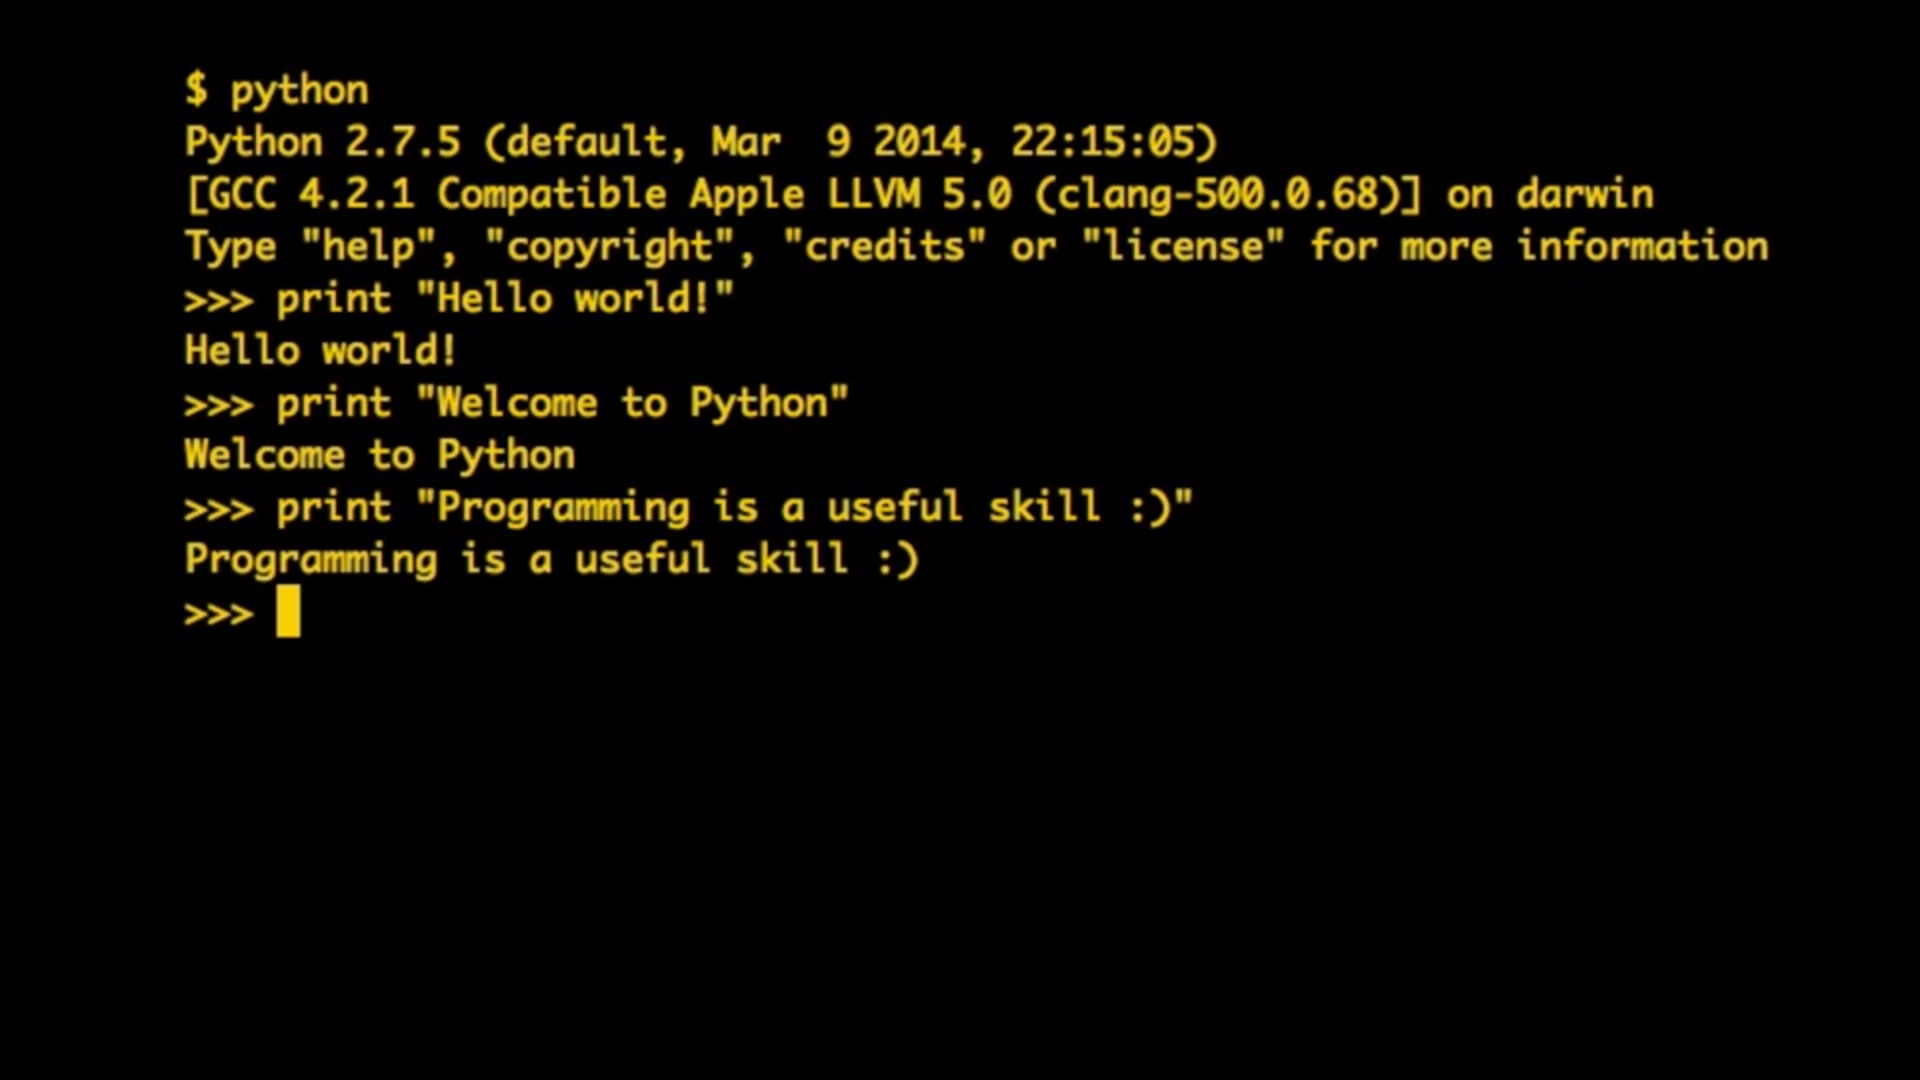 $ python
Python 2.7.5 (default, Mar  9 2014, 22:15:05)
[GCC 4.2.1 Compatible Apple LLVM 5.0 (clang-500.0.68)] on darwin
Type "help", "copyright", "credits" or "license" for more information
>>> print "Hello world!"
Hello world!
>>> print "Welcome to Python"
Welcome to Python
>>> print "Programming is a useful skill :)"
Programming is a useful skill :)
>>>